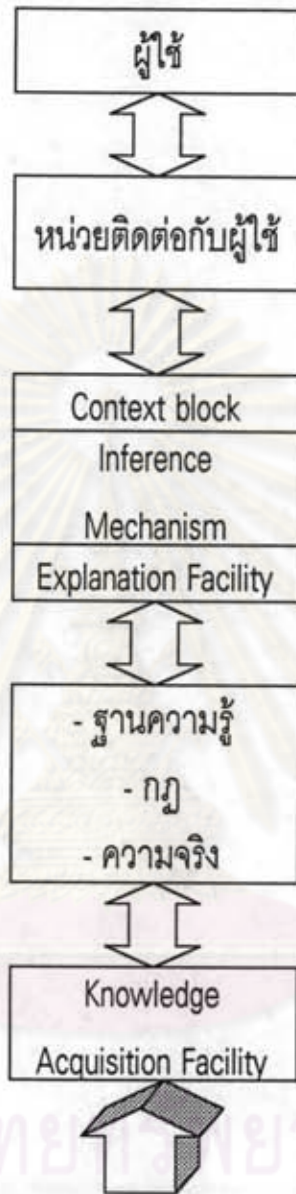 ผู้ใช้
หน่วยติดต่อกับผู้ใช้
Context block
Inference
Mechanism
Explanation Facility
- ฐานความรู้
- กฎ
- ความจริง
Knowledge
Acquisition Facility